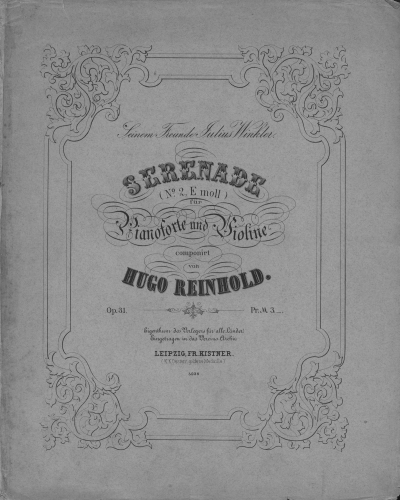 Seinem Freunde Julius Winkler.
SERENADE
(No. 2, E moll)
für
Pianoforte und Violine
componirt
von
HUGO REINHOLD.
Op. 31. Pr. M. 3._
Eigenthum des Verlegers für alle Länder.
Eingetragen in das Vereins-Archiv.
LEIPZIG, FR. KISTNER.